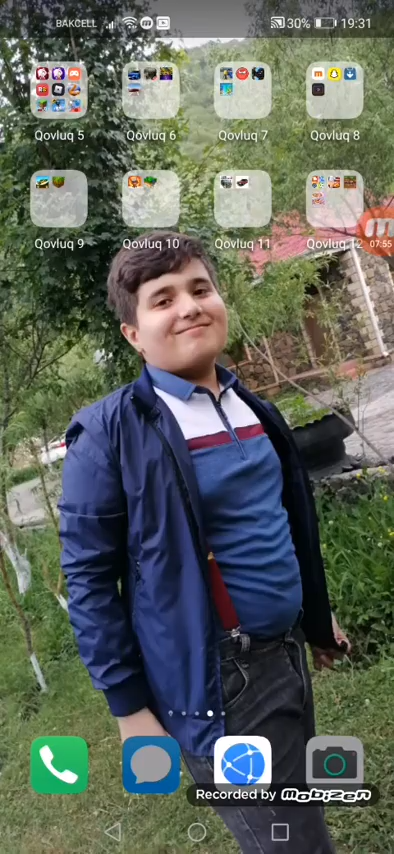 BAKCELL 30% 19:31
Qovluq 5 Qovluq 6 Qovluq 7 Qovluq 8
Qovluq 9 Qovluq 10 Qovluq 11 Qovluq 12
07:55
Recorded by mobizen